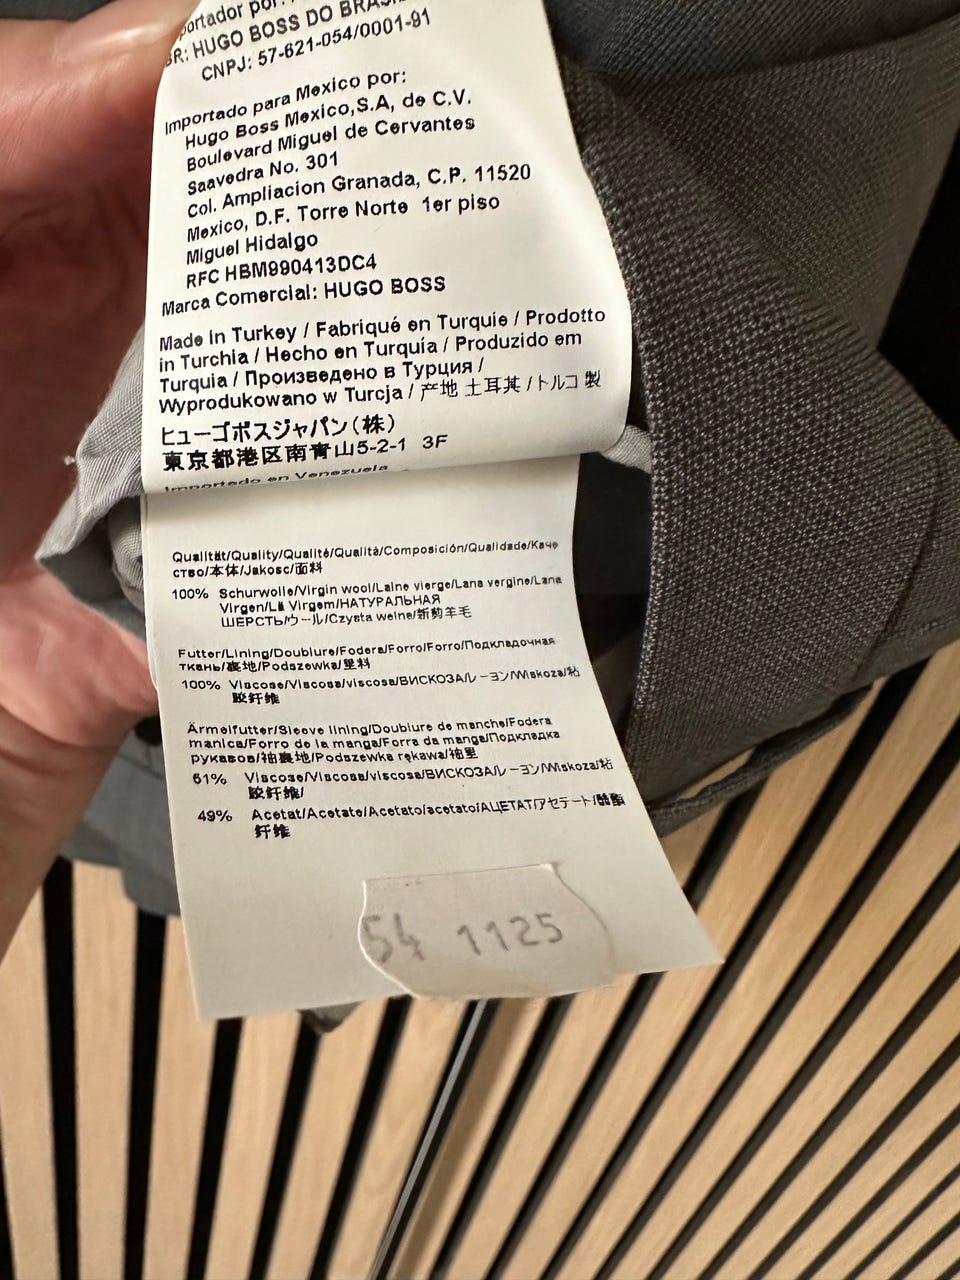 portador por:
BR: HUGO BOSS DO BRASIL
CNPJ: 57-621-054/0001-91
Importado para Mexico por:
Hugo Boss Mexico,S.A, de C.V.
Boulevard Miguel de Cervantes
Saavedra No. 301
Col. Ampliacion Granada, C.P. 11520
Mexico, D.F. Torre Norte 1er piso
Miguel Hidalgo
RFC HBM990413DC4
Marca Comercial: HUGO BOSS
Made in Turkey / Fabriqué en Turquie / Prodotto
in Turchia / Hecho en Turquía / Produzido em
Turquia / Произведено в Турции /
Wyprodukowano w Turcja / 产地 土耳其 / トルコ 製
ヒューゴボスジャパン(株)
東京都港区南青山5-2-1 3F
Importado en Venezuela
Qualität/Quality/Qualité/Qualità/Composición/Qualidade/Каче
ство/本体/Jakosc/面料
100% Schurwolle/Virgin wool/Laine vierge/Lana vergine/Lana
Virgen/Lã Virgem/НАТУРАЛЬНАЯ
ШЕРСТЬ/ウール/Czysta welna/新剪羊毛
Futter/Lining/Doublure/Fodera/Forro/Forro/Подкладочная
ткань/裏地/Podszewka/里料
100% Viscose/Viscosa/viscosa/ВИСКОЗА/レーヨン/Wiskoza/粘
胶纤维
Ärmelfutter/Sleeve lining/Doublure de manche/Fodera
manica/Forro de la manga/Forra da manga/Подкладка
рукавов/袖裏地/Podszewka rękawa/袖里
51% Viscose/Viscosa/viscosa/ВИСКОЗА/レーヨン/Wiskoza/粘
胶纤维/
49% Acetat/Acetate/Acetato/acetato/АЦЕТАТ/アセテート/醋酯
纤维
54 1125